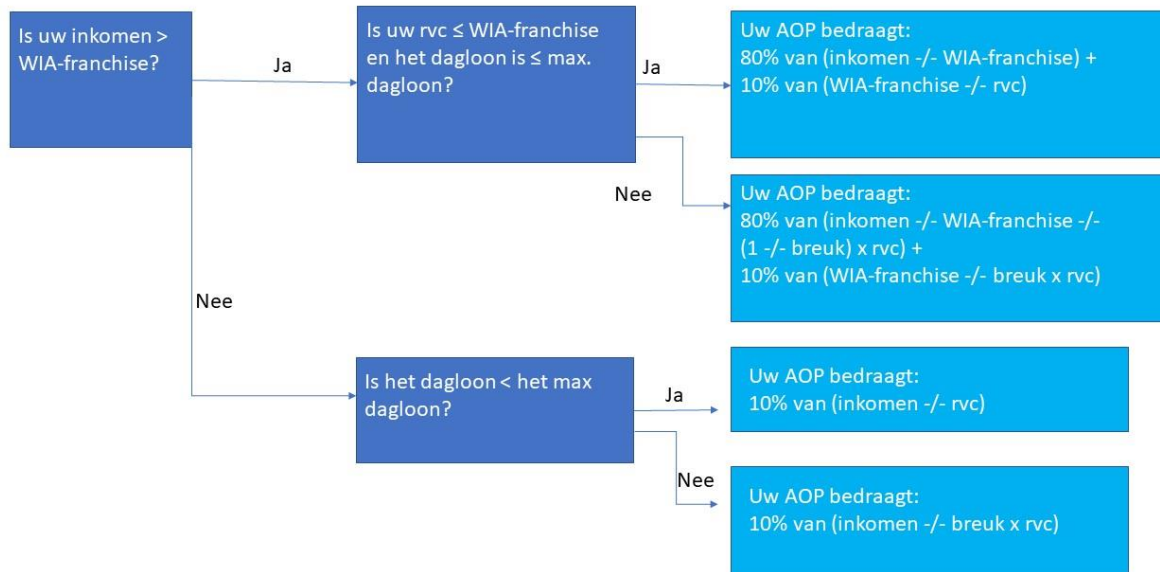 Is uw inkomen >
WIA-franchise?
Ja
Is uw rvc ≤ WIA-franchise
en het dagloon is ≤ max.
dagloon?
Ja
Uw AOP bedraagt:
80% van (inkomen -/- WIA-franchise) +
10% van (WIA-franchise -/- rvc)
Nee
Uw AOP bedraagt:
80% van (inkomen -/- WIA-franchise -/-
(1 -/- breuk) x rvc) +
10% van (WIA-franchise -/- breuk x rvc)
Nee
Is het dagloon < het max
dagloon?
Ja
Uw AOP bedraagt:
10% van (inkomen -/- rvc)
Nee
Uw AOP bedraagt:
10% van (inkomen -/- breuk x rvc)